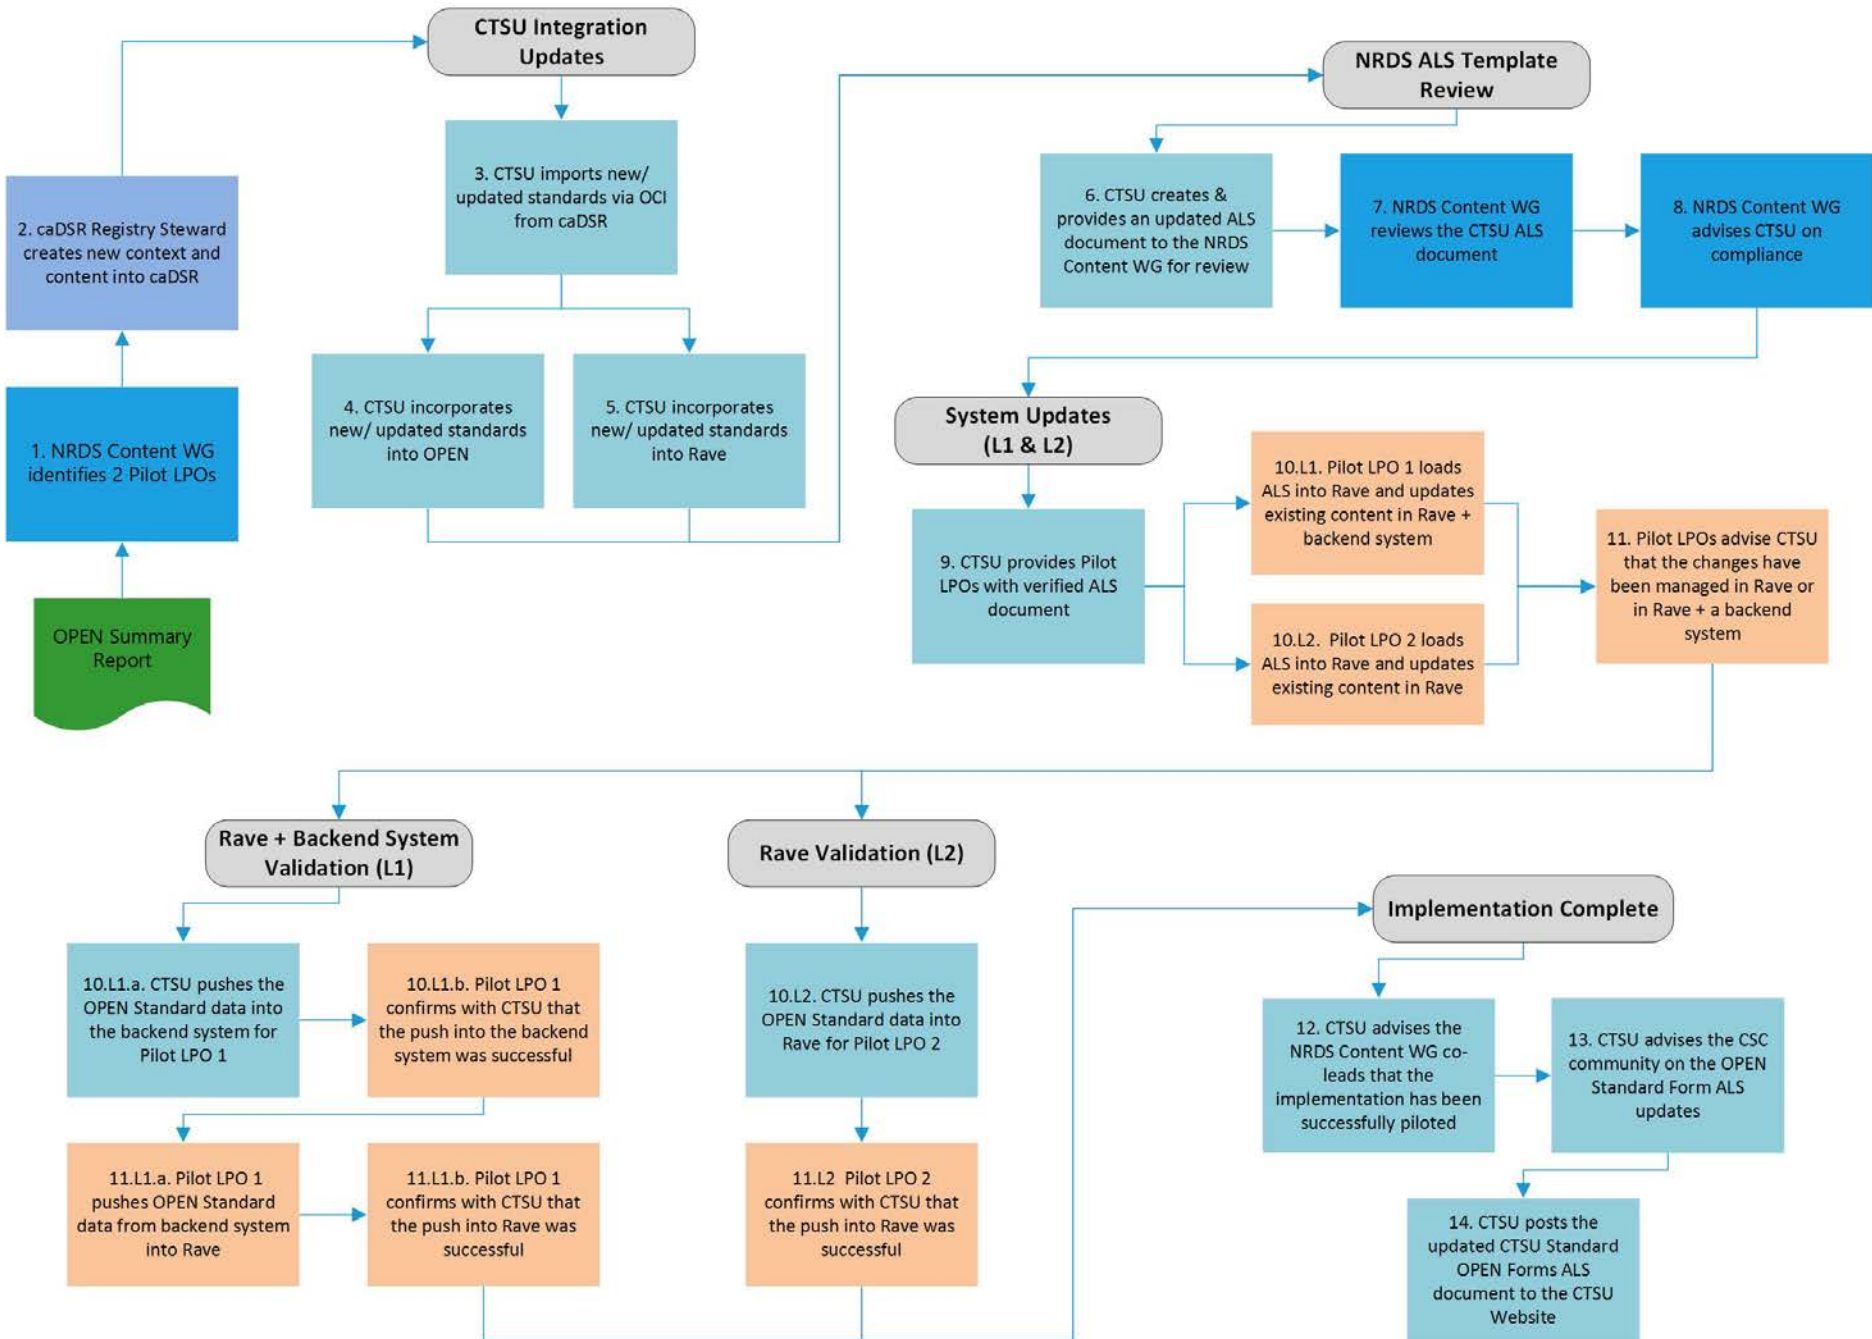 CTSU Integration
Updates
NRDS ALS Template
Review
2. caDSR Registry Steward
creates new context and
content into caDSR
3. CTSU imports new/
updated standards via OCI
from caDSR
6. CTSU creates &
provides an updated ALS
document to the NRDS
Content WG for review
7. NRDS Content WG
reviews the CTSU ALS
document
8. NRDS Content WG
advises CTSU on
compliance
1. NRDS Content WG
identifies 2 Pilot LPOs
4. CTSU incorporates
new/ updated standards
into OPEN
5. CTSU incorporates
new/ updated standards
into Rave
System Updates
(L1 & L2)
OPEN Summary
Report
9. CTSU provides Pilot
LPOs with verified ALS
document
10.L1. Pilot LPO 1 loads
ALS into Rave and updates
existing content in Rave +
backend system
10.L2.  Pilot LPO 2 loads
ALS into Rave and updates
existing content in Rave
11. Pilot LPOs advise CTSU
that the changes have
been managed in Rave or
in Rave + a backend
system
Rave + Backend System
Validation (L1)
Rave Validation (L2)
Implementation Complete
10.L1.a. CTSU pushes the
OPEN Standard data into
the backend system for
Pilot LPO 1
10.L1.b. Pilot LPO 1
confirms with CTSU that
the push into the backend
system was successful
10.L2. CTSU pushes the
OPEN Standard data into
Rave for Pilot LPO 2
12. CTSU advises the
NRDS Content WG co-
leads that the
implementation has been
successfully piloted
13. CTSU advises the CSC
community on the OPEN
Standard Form ALS
updates
11.L1.a. Pilot LPO 1
pushes OPEN Standard
data from backend system
into Rave
11.L1.b. Pilot LPO 1
confirms with CTSU that
the push into Rave was
successful
11.L2  Pilot LPO 2
confirms with CTSU that
the push into Rave was
successful
14. CTSU posts the
updated CTSU Standard
OPEN Forms ALS
document to the CTSU
Website